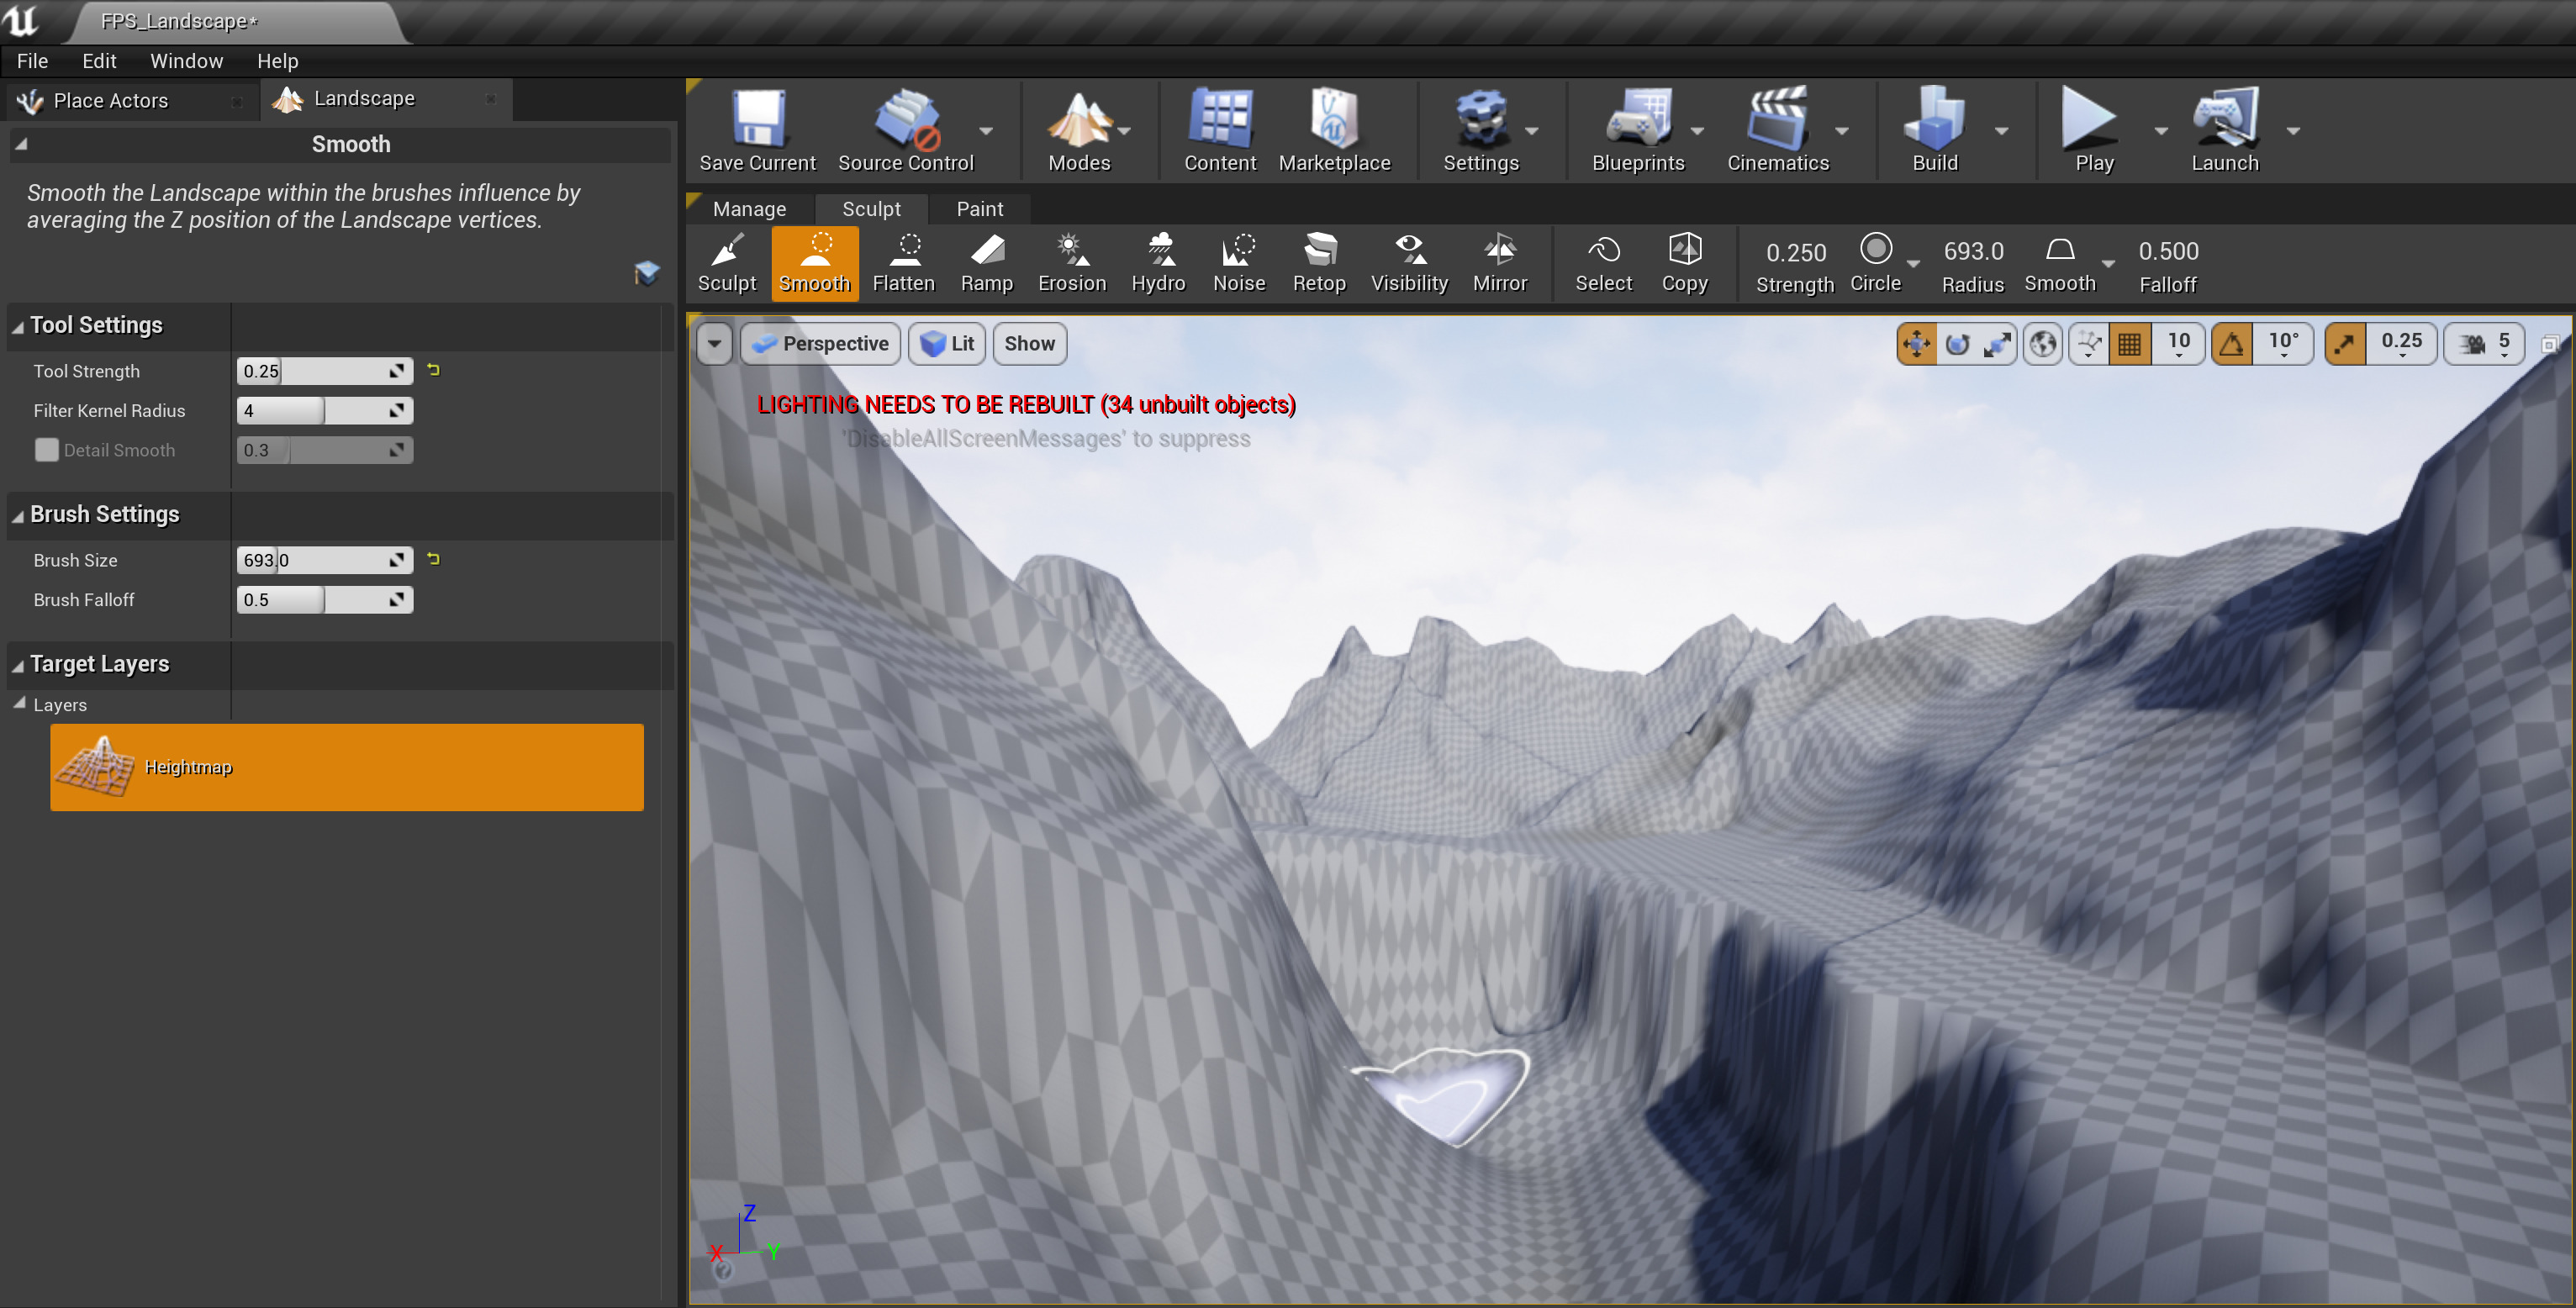 FPS_Landscape*
File Edit Window Help
Place Actors
Landscape
Smooth
Smooth the Landscape within the brushes influence by
averaging the Z position of the Landscape vertices.
Tool Settings
Tool Strength 0.25
Filter Kernel Radius 4
Detail Smooth 0.3
Brush Settings
Brush Size 693.0
Brush Falloff 0.5
Target Layers
Layers
Heightmap
Save Current Source Control Modes Content Marketplace Settings Blueprints Cinematics Build Play Launch
Manage Sculpt Paint
Sculpt Smooth Flatten Ramp Erosion Hydro Noise Retop Visibility Mirror Select Copy
0.250 693.0 0.500
Strength Circle Radius Smooth Falloff
Perspective Lit Show
10 10° 0.25 5
LIGHTING NEEDS TO BE REBUILT (34 unbuilt objects)
'DisableAllScreenMessages' to suppress
Z
X Y
?